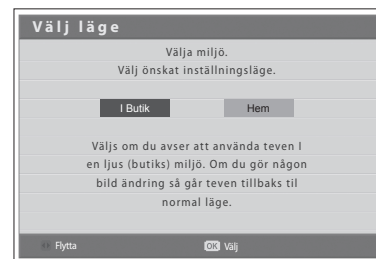 Välj läge
Välja miljö.
Välj önskat inställningsläge.
I Butik Hem
Väljs om du avser att använda teven I
en ljus (butiks) miljö. Om du gör någon
bild ändring så går teven tillbaks til
normal läge.
Flytta OK Välj